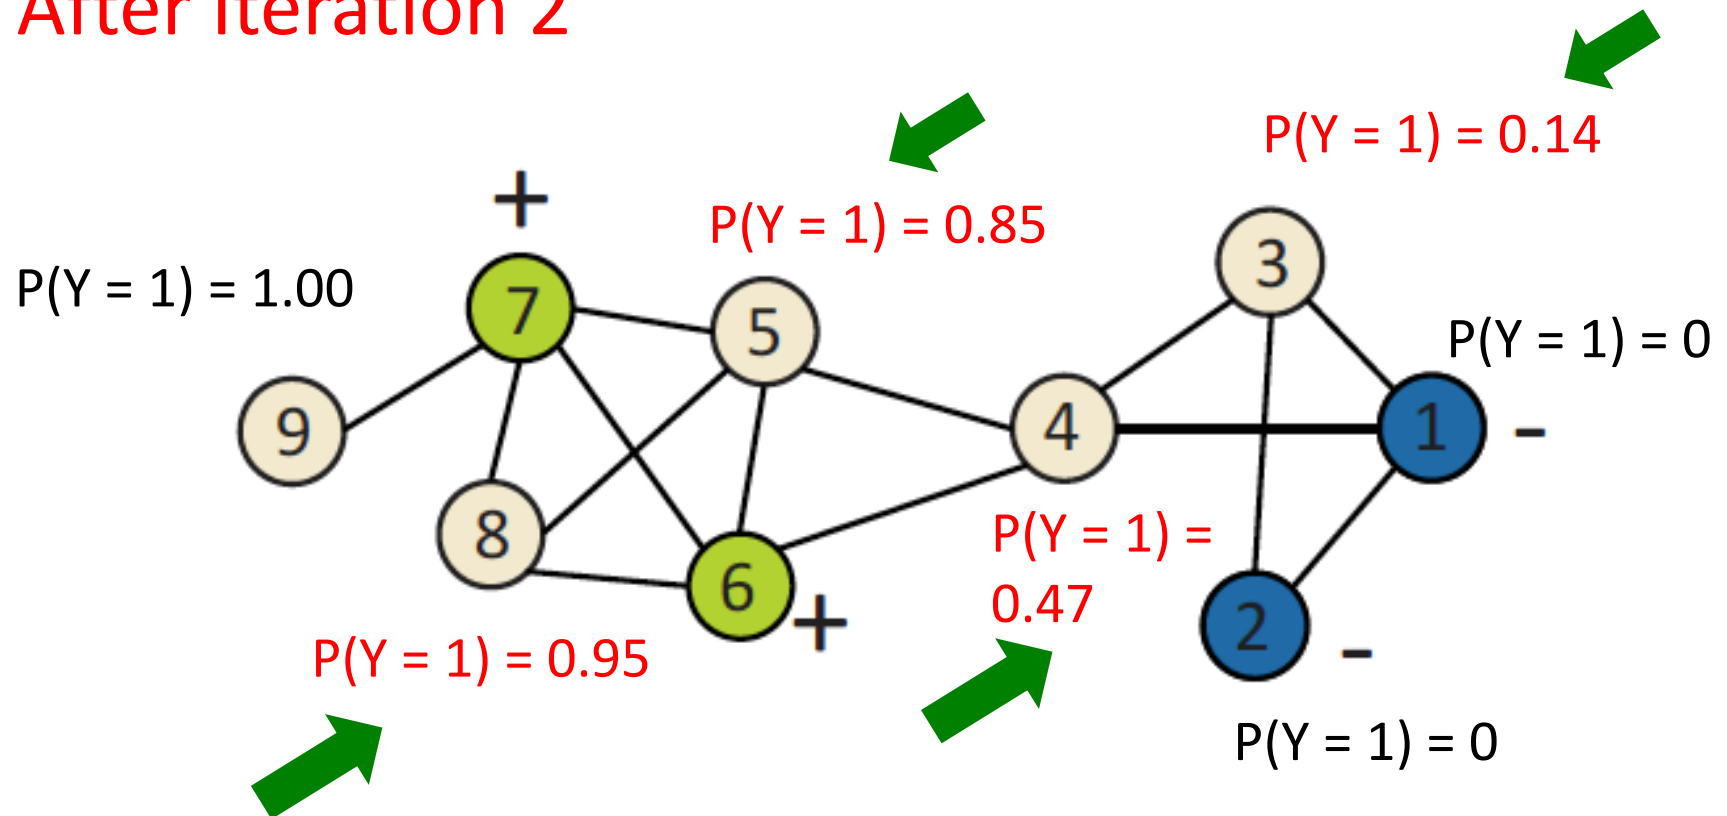 After iteration 2
P(Y = 1) = 0.14
+
P(Y = 1) = 0.85
P(Y = 1) = 1.00
7
5
3
P(Y = 1) = 0
9
4
1
-
8
6
+
P(Y = 1) =
0.47
2
-
P(Y = 1) = 0.95
P(Y = 1) = 0